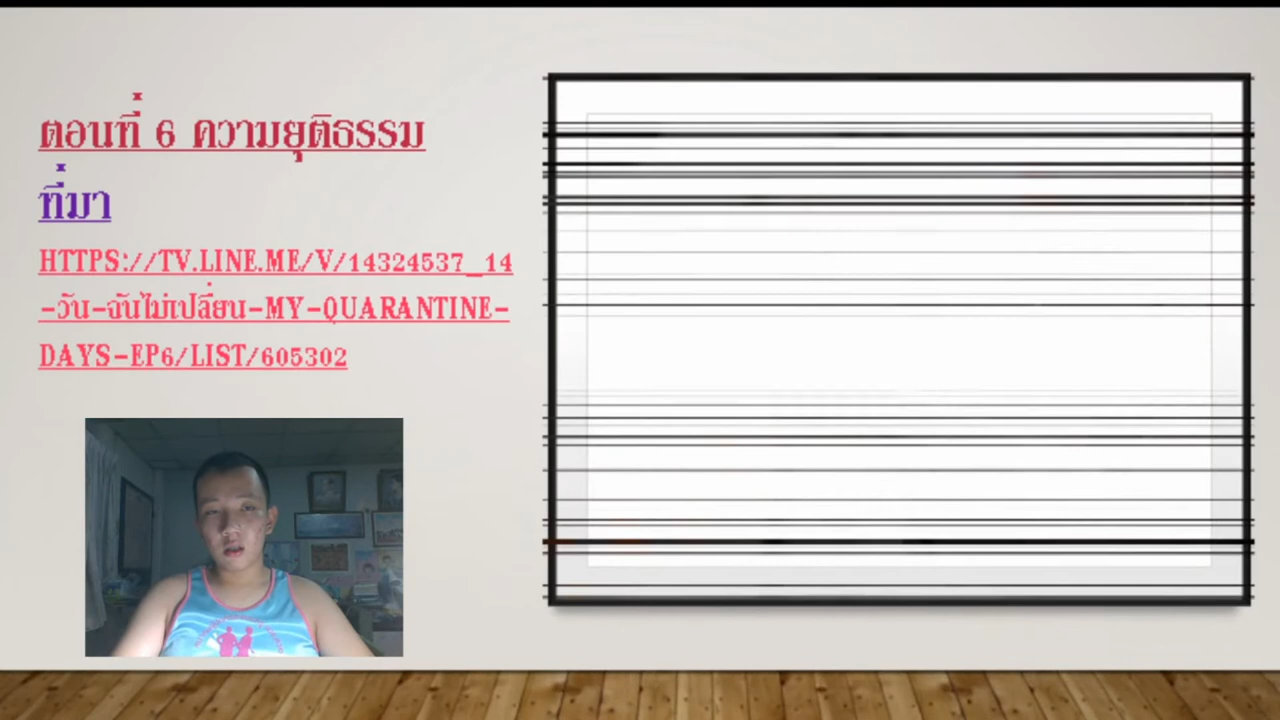 ตอนที่ 6 ความยุติธรรม
ที่มา
HTTPS://TV.LINE.ME/V/14324537_14
-วัน-ฉันไม่เปลี่ยน-MY-QUARANTINE-
DAYS-EP6/LIST/605302